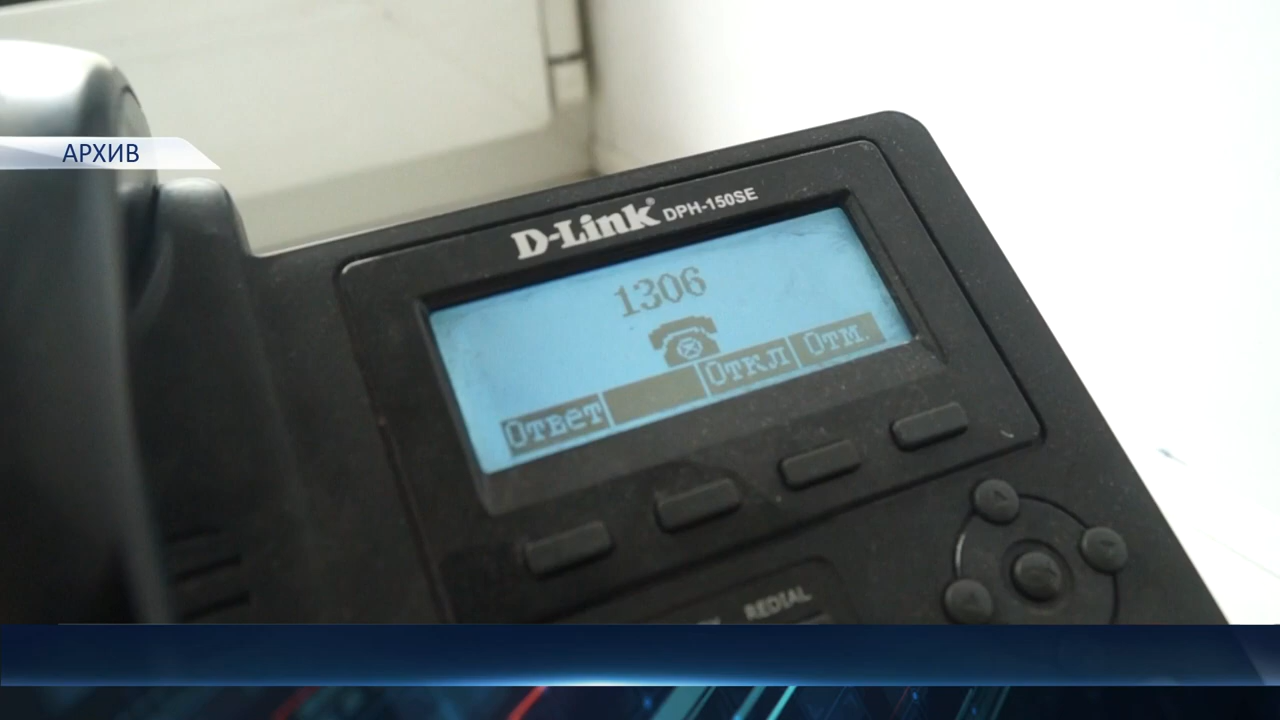 АРХИВ
D-Link DPH-150SE
1306
Ответ Откл Отм.
REDIAL